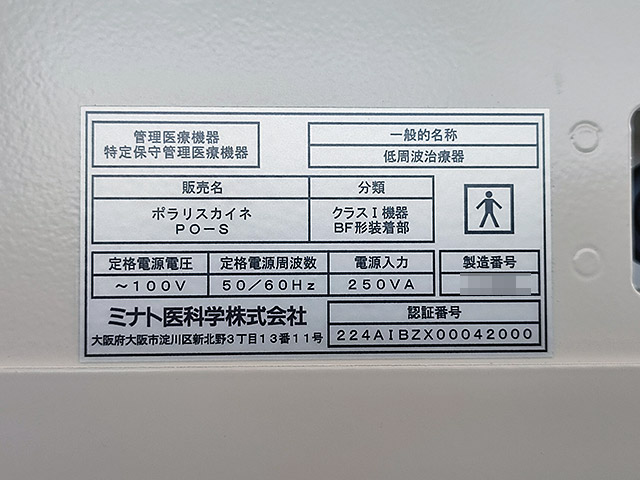 管理医療機器
特定保守管理医療機器
一般的名称
低周波治療器
販売名
ポラリスカイネ
PO-S
分類
クラスⅠ機器
BF形装着部
定格電源電圧
～100V
定格電源周波数
50/60Hz
電源入力
250VA
製造番号
ミナト医科学株式会社
大阪府大阪市淀川区新北野3丁目13番11号
認証番号
224AIBZX00042000